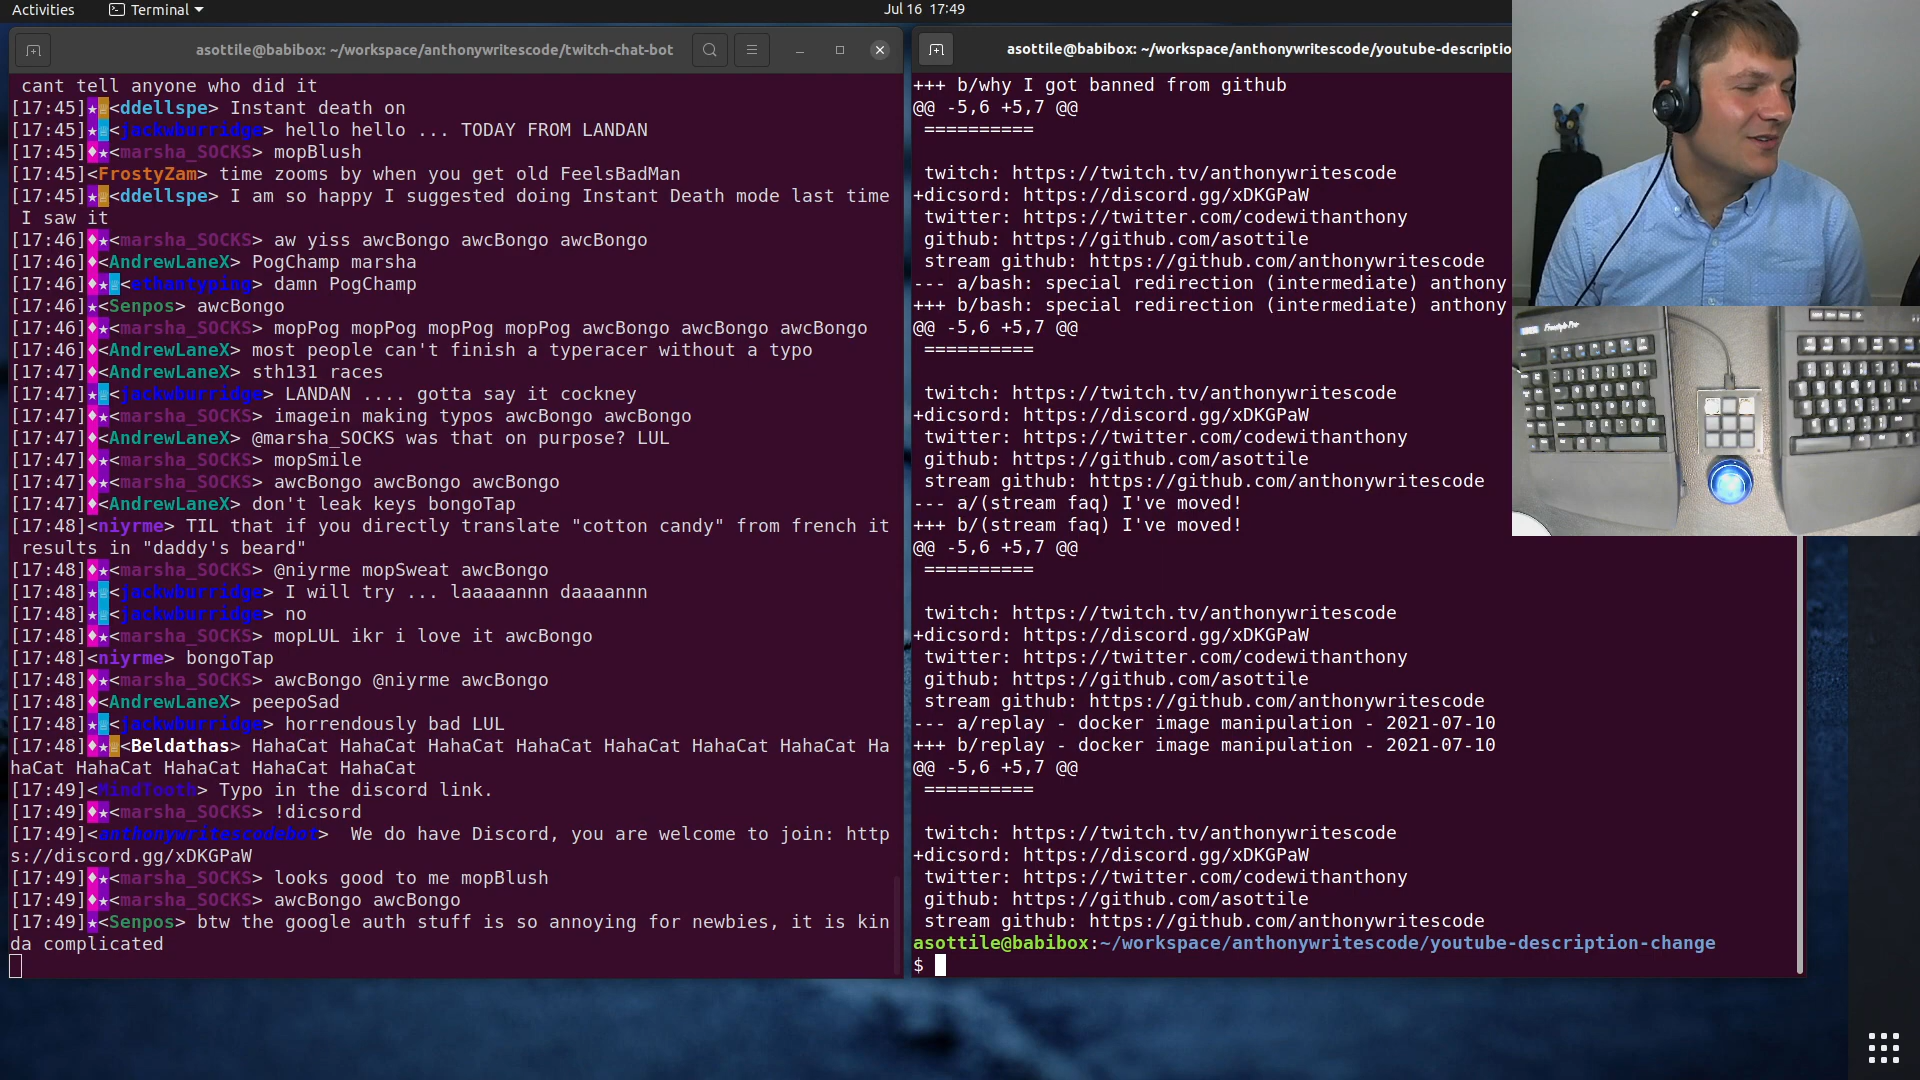 Activities
Terminal
Jul 16 17:49
asottile@babibox: ~/workspace/anthonywritescode/twitch-chat-bot
cant tell anyone who did it
[17:45]★<ddellspe> Instant death on
[17:45]★<jackwburridge> hello hello ... TODAY FROM LANDAN
[17:45]♦★<marsha_SOCKS> mopBlush
[17:45]<FrostyZam> time zooms by when you get old FeelsBadMan
[17:45]★<ddellspe> I am so happy I suggested doing Instant Death mode last time
I saw it
[17:46]♦★<marsha_SOCKS> aw yiss awcBongo awcBongo awcBongo
[17:46]♦<AndrewLaneX> PogChamp marsha
[17:46]♦★<ethantyping> damn PogChamp
[17:46]★<Senpos> awcBongo
[17:46]♦★<marsha_SOCKS> mopPog mopPog mopPog mopPog awcBongo awcBongo awcBongo
[17:46]♦<AndrewLaneX> most people can't finish a typeracer without a typo
[17:46]♦<AndrewLaneX> sth131 races
[17:47]★<jackwburridge> LANDAN .... gotta say it cockney
[17:47]♦★<marsha_SOCKS> imagein making typos awcBongo awcBongo
[17:47]♦<AndrewLaneX> @marsha_SOCKS was that on purpose? LUL
[17:47]♦★<marsha_SOCKS> mopSmile
[17:47]♦★<marsha_SOCKS> awcBongo awcBongo awcBongo
[17:47]♦<AndrewLaneX> don't leak keys bongoTap
[17:48]<niyrme> TIL that if you directly translate "cotton candy" from french it
results in "daddy's beard"
[17:48]♦★<marsha_SOCKS> @niyrme mopSweat awcBongo
[17:48]★<jackwburridge> I will try ... laaaaannn daaaannn
[17:48]★<jackwburridge> no
[17:48]♦★<marsha_SOCKS> mopLUL ikr i love it awcBongo
[17:48]<niyrme> bongoTap
[17:48]♦★<marsha_SOCKS> awcBongo @niyrme awcBongo
[17:48]♦<AndrewLaneX> peepoSad
[17:48]★<jackwburridge> horrendously bad LUL
[17:48]♦★<Beldathas> HahaCat HahaCat HahaCat HahaCat HahaCat HahaCat HahaCat Ha
haCat HahaCat HahaCat HahaCat HahaCat
[17:49]<MindTooth> Typo in the discord link.
[17:49]♦★<marsha_SOCKS> !dicsord
[17:49]<anthonywritescodebot>  We do have Discord, you are welcome to join: http
s://discord.gg/xDKGPaW
[17:49]♦★<marsha_SOCKS> looks good to me mopBlush
[17:49]♦★<marsha_SOCKS> awcBongo awcBongo
[17:49]★<Senpos> btw the google auth stuff is so annoying for newbies, it is kin
da complicated
asottile@babibox: ~/workspace/anthonywritescode/youtube-descriptio
+++ b/why I got banned from github
@@ -5,6 +5,7 @@
==========
twitch: https://twitch.tv/anthonywritescode
+dicsord: https://discord.gg/xDKGPaW
twitter: https://twitter.com/codewithanthony
github: https://github.com/asottile
stream github: https://github.com/anthonywritescode
--- a/bash: special redirection (intermediate) anthony
+++ b/bash: special redirection (intermediate) anthony
@@ -5,6 +5,7 @@
==========
twitch: https://twitch.tv/anthonywritescode
+dicsord: https://discord.gg/xDKGPaW
twitter: https://twitter.com/codewithanthony
github: https://github.com/asottile
stream github: https://github.com/anthonywritescode
--- a/(stream faq) I've moved!
+++ b/(stream faq) I've moved!
@@ -5,6 +5,7 @@
==========
twitch: https://twitch.tv/anthonywritescode
+dicsord: https://discord.gg/xDKGPaW
twitter: https://twitter.com/codewithanthony
github: https://github.com/asottile
stream github: https://github.com/anthonywritescode
--- a/replay - docker image manipulation - 2021-07-10
+++ b/replay - docker image manipulation - 2021-07-10
@@ -5,6 +5,7 @@
==========
twitch: https://twitch.tv/anthonywritescode
+dicsord: https://discord.gg/xDKGPaW
twitter: https://twitter.com/codewithanthony
github: https://github.com/asottile
stream github: https://github.com/anthonywritescode
asottile@babibox:~/workspace/anthonywritescode/youtube-description-change
$
Freestyle Pro